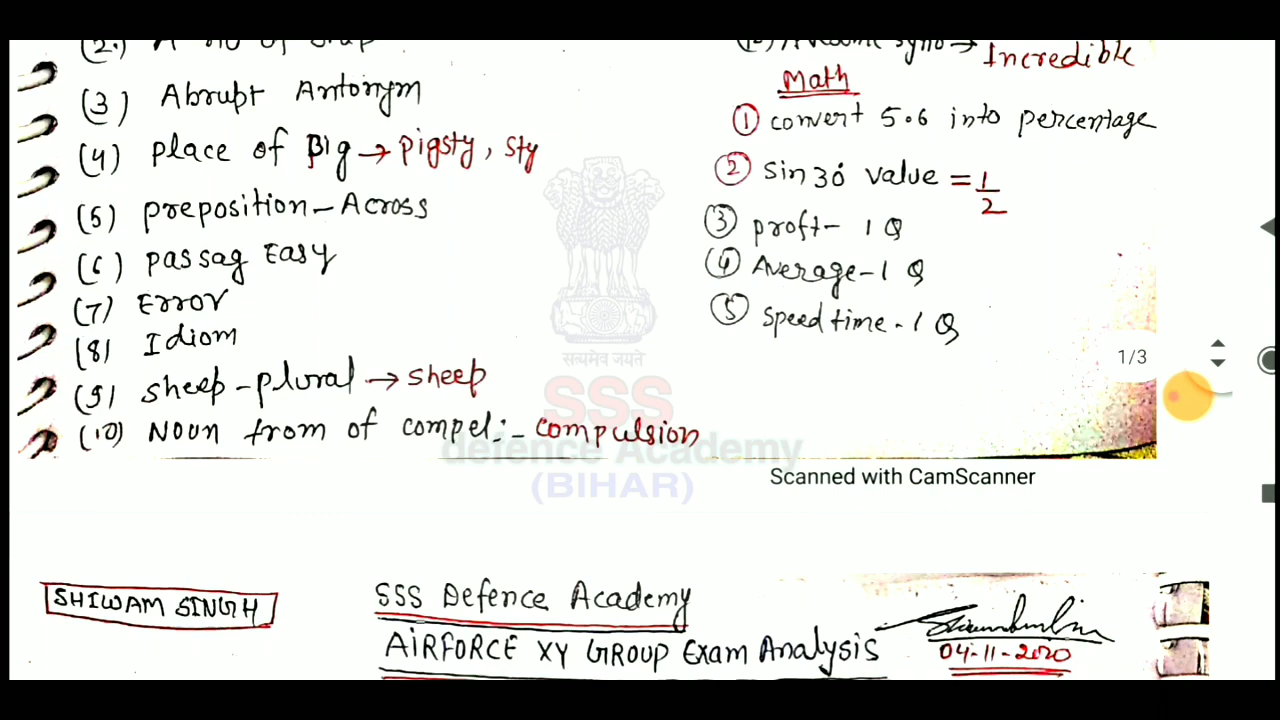 (3) Abrupt Antonym
(4) place of pig → pigsty, sty
(5) preposition - Across
(6) passag Easy
(7) Error
(8) Idiom
(9) sheep - plural → sheep
(10) Noun from of compel :- compulsion
Incredible
Math
① convert 5.6 into percentage
② sin 30° value = 1/2
③ proft - 1 Q
④ Average - 1 Q
⑤ speed time - 1 Q
1/3
सत्यमेव जयते
SSS
defence Academy
(BIHAR)
Scanned with CamScanner
SHIWAM SINGH
SSS Defence Academy
AIRFORCE XY GROUP Exam Analysis
04-11-2020